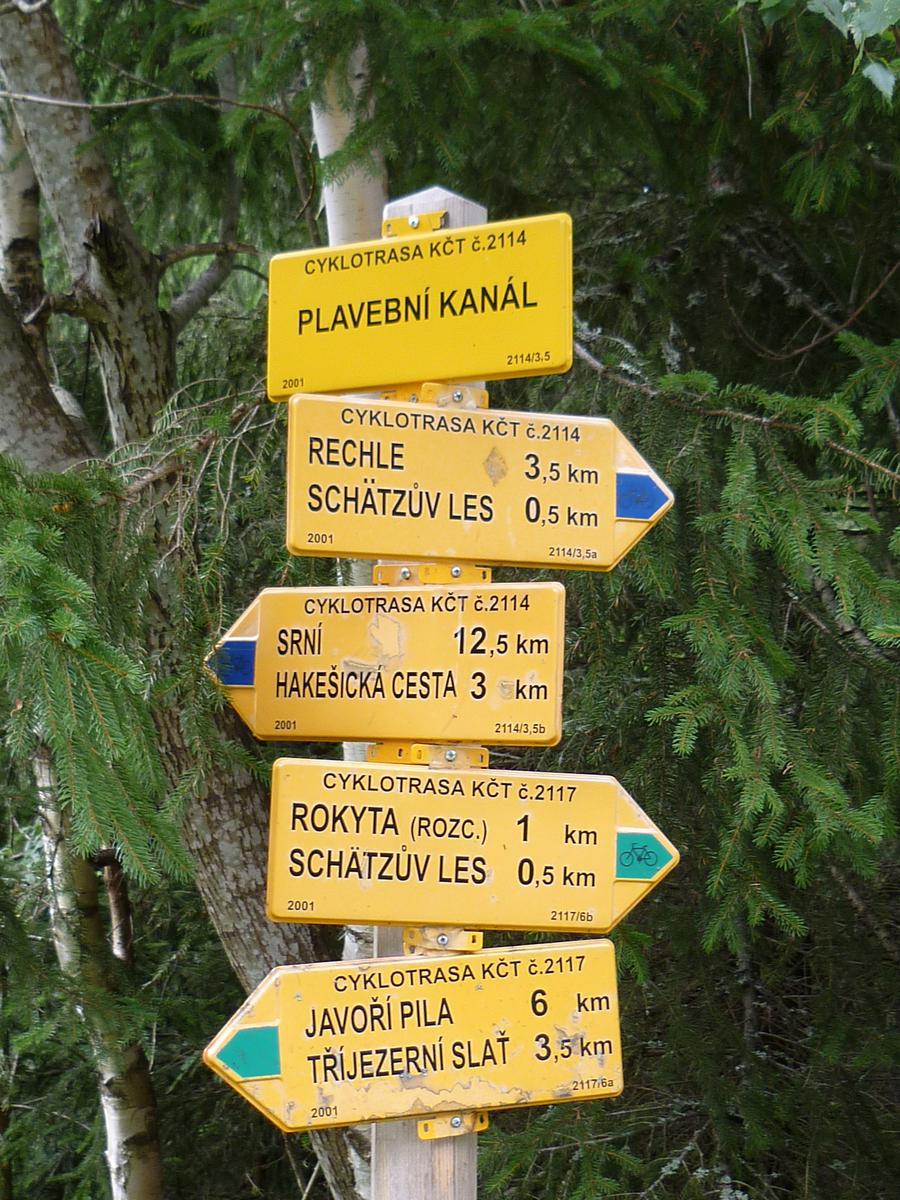 CYKLOTRASA KČT č.2114
PLAVEBNÍ KANÁL
2001 2114/3,5
CYKLOTRASA KČT č.2114
RECHLE 3,5 km
SCHÄTZŮV LES 0,5 km
2001 2114/3,5a
CYKLOTRASA KČT č.2114
SRNÍ 12,5 km
HAKEŠICKÁ CESTA 3 km
2001 2114/3,5b
CYKLOTRASA KČT č.2117
ROKYTA (ROZC.) 1 km
SCHÄTZŮV LES 0,5 km
2001 2117/6b
CYKLOTRASA KČT č.2117
JAVOŘÍ PILA 6 km
TŘÍJEZERNÍ SLAŤ 3,5 km
2001 2117/6a